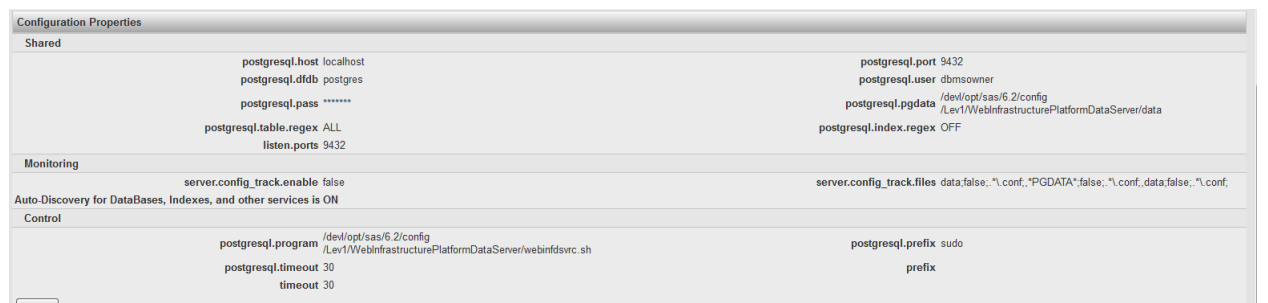 Configuration Properties
Shared
postgresql.host localhost postgresql.port 9432
postgresql.dfdb postgres postgresql.user dbmsowner
postgresql.pass ******* postgresql.pgdata /devl/opt/sas/6.2/config
/Lev1/WebInfrastructurePlatformDataServer/data
postgresql.table.regex ALL postgresql.index.regex OFF
listen.ports 9432
Monitoring
server.config_track.enable false server.config_track.files data;false;.*\.conf;,*PGDATA*;false;.*\.conf;,data;false;.*\.conf;
Auto-Discovery for DataBases, Indexes, and other services is ON
Control
postgresql.program /devl/opt/sas/6.2/config
/Lev1/WebInfrastructurePlatformDataServer/webinfdsvrc.sh postgresql.prefix sudo
postgresql.timeout 30 prefix
timeout 30